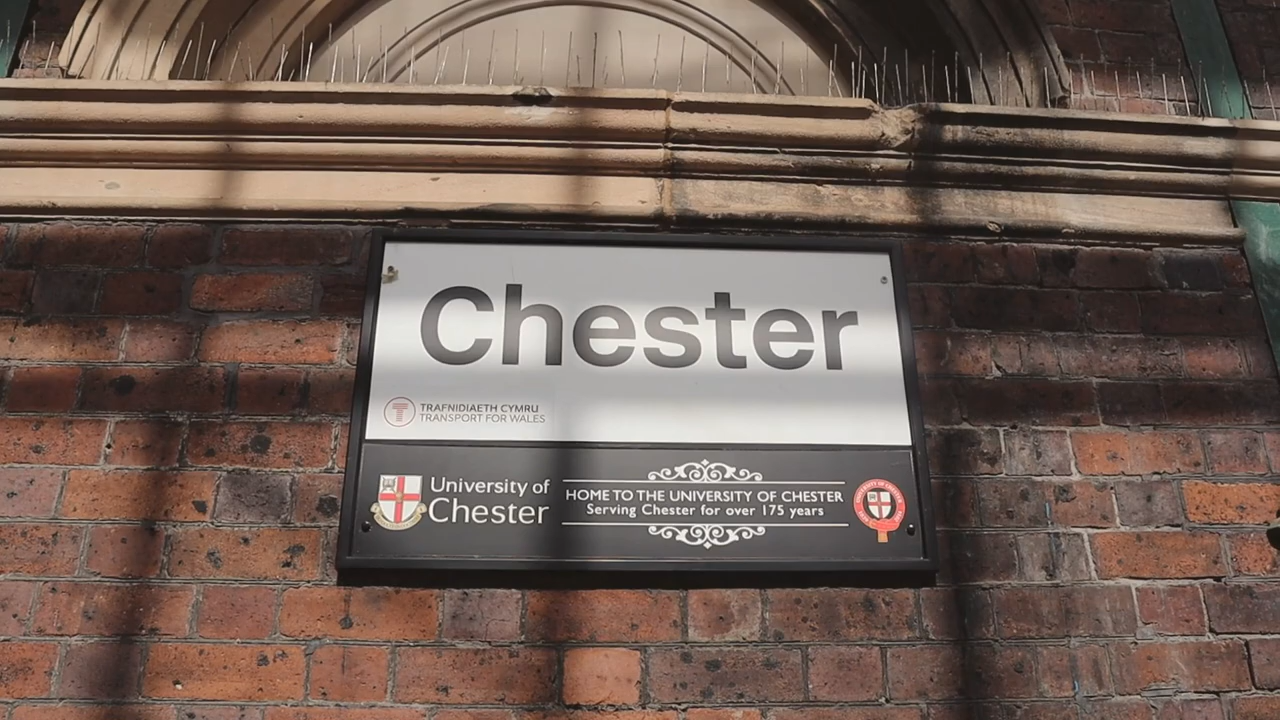 Chester
TRAFNIDIAETH CYMRU
TRANSPORT FOR WALES
University of
Chester
HOME TO THE UNIVERSITY OF CHESTER
Serving Chester for over 175 years